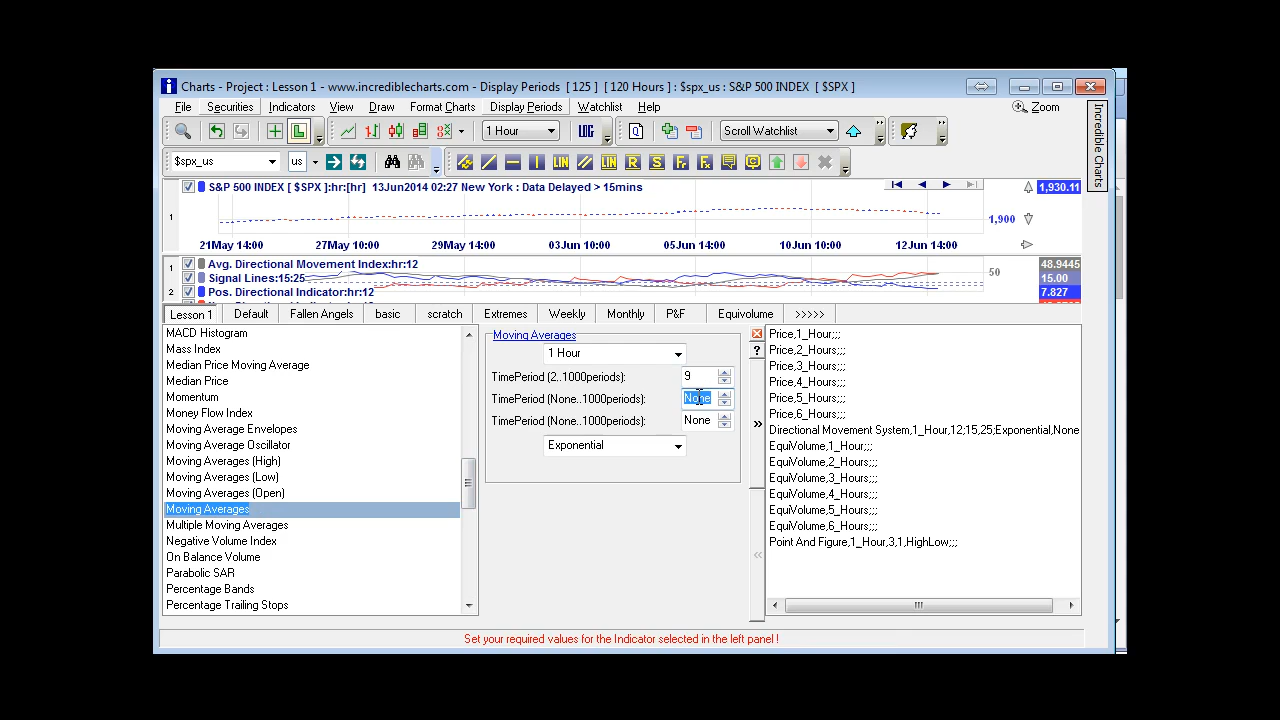 Charts - Project : Lesson 1 - www.incrediblecharts.com - Display Periods [ 125 ] [ 120 Hours ] : $spx_us : S&P 500 INDEX [ $SPX ]
File Securities Indicators View Draw Format Charts Display Periods Watchlist Help Zoom
1 Hour LOG Scroll Watchlist
$spx_us us LIN LIN R S
Incredible Charts
S&P 500 INDEX [ $SPX ]:hr:[hr] 13Jun2014 02:27 New York : Data Delayed > 15mins 1,930.11
1 1,900
21May 14:00 27May 10:00 29May 14:00 03Jun 10:00 05Jun 14:00 10Jun 10:00 12Jun 14:00
1 Avg. Directional Movement Index:hr:12 50 48.9445
Signal Lines:15:25 15.00
2 Pos. Directional Indicator:hr:12 7.827
Lesson 1 Default Fallen Angels basic scratch Extremes Weekly Monthly P&F Equivolume >>>>>
MACD Histogram
Mass Index
Median Price Moving Average
Median Price
Momentum
Money Flow Index
Moving Average Envelopes
Moving Average Oscillator
Moving Averages (High)
Moving Averages (Low)
Moving Averages (Open)
Moving Averages
Multiple Moving Averages
Negative Volume Index
On Balance Volume
Parabolic SAR
Percentage Bands
Percentage Trailing Stops
Moving Averages
1 Hour
TimePeriod (2..1000periods): 9
TimePeriod (None..1000periods): None
TimePeriod (None..1000periods): None
Exponential
?
»
«
Price,1_Hour;;;
Price,2_Hours;;;
Price,3_Hours;;;
Price,4_Hours;;;
Price,5_Hours;;;
Price,6_Hours;;;
Directional Movement System,1_Hour,12;15,25;Exponential,None
EquiVolume,1_Hour;;;
EquiVolume,2_Hours;;;
EquiVolume,3_Hours;;;
EquiVolume,4_Hours;;;
EquiVolume,5_Hours;;;
EquiVolume,6_Hours;;;
Point And Figure,1_Hour,3,1,HighLow;;;
Set your required values for the Indicator selected in the left panel !